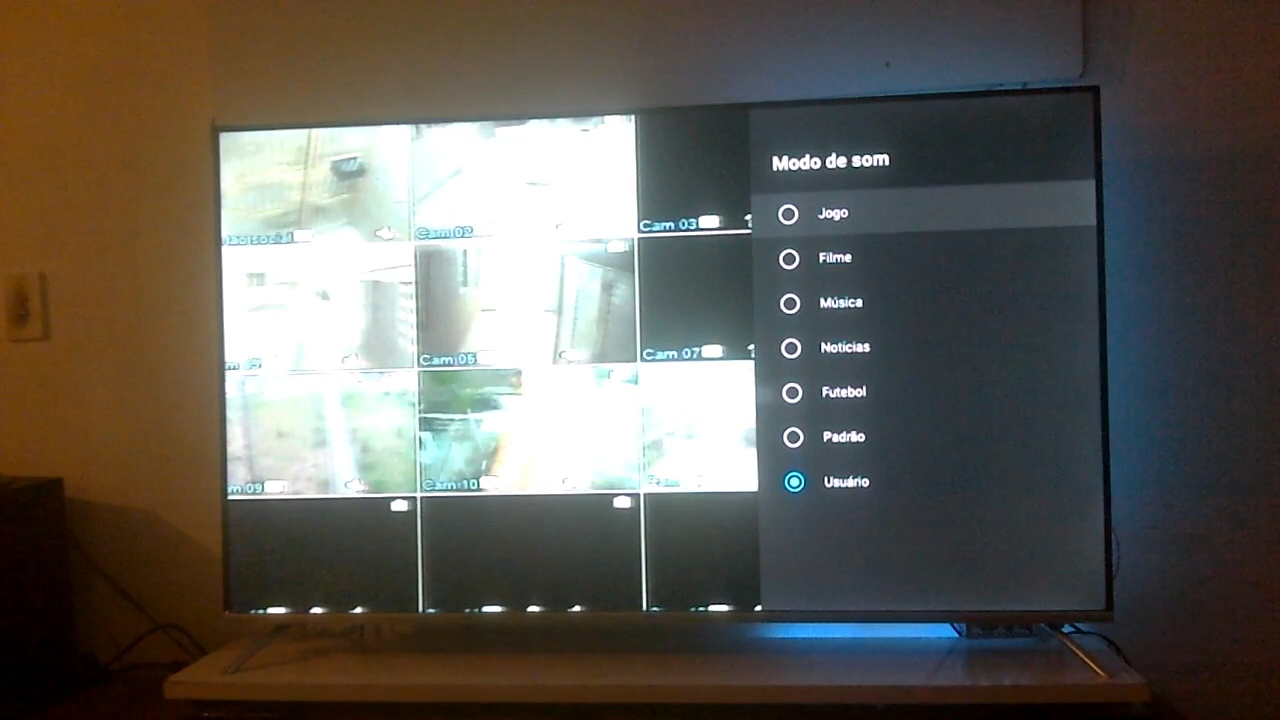 Modo de som
Jogo
Filme
Música
Notícias
Futebol
Padrão
Usuário
Cam 02
Cam 03
Cam 05
Cam 07
m 09
Cam 10